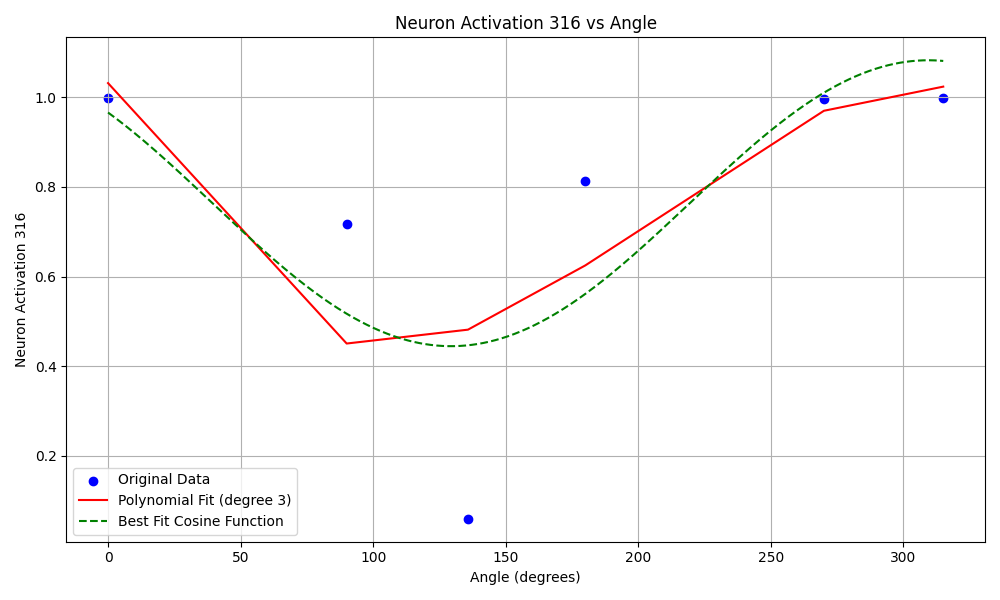 Neuron Activation 316 vs Angle
Neuron Activation 316
1.0
0.8
0.6
0.4
0.2
Original Data
Polynomial Fit (degree 3)
Best Fit Cosine Function
0 50 100 150 200 250 300
Angle (degrees)